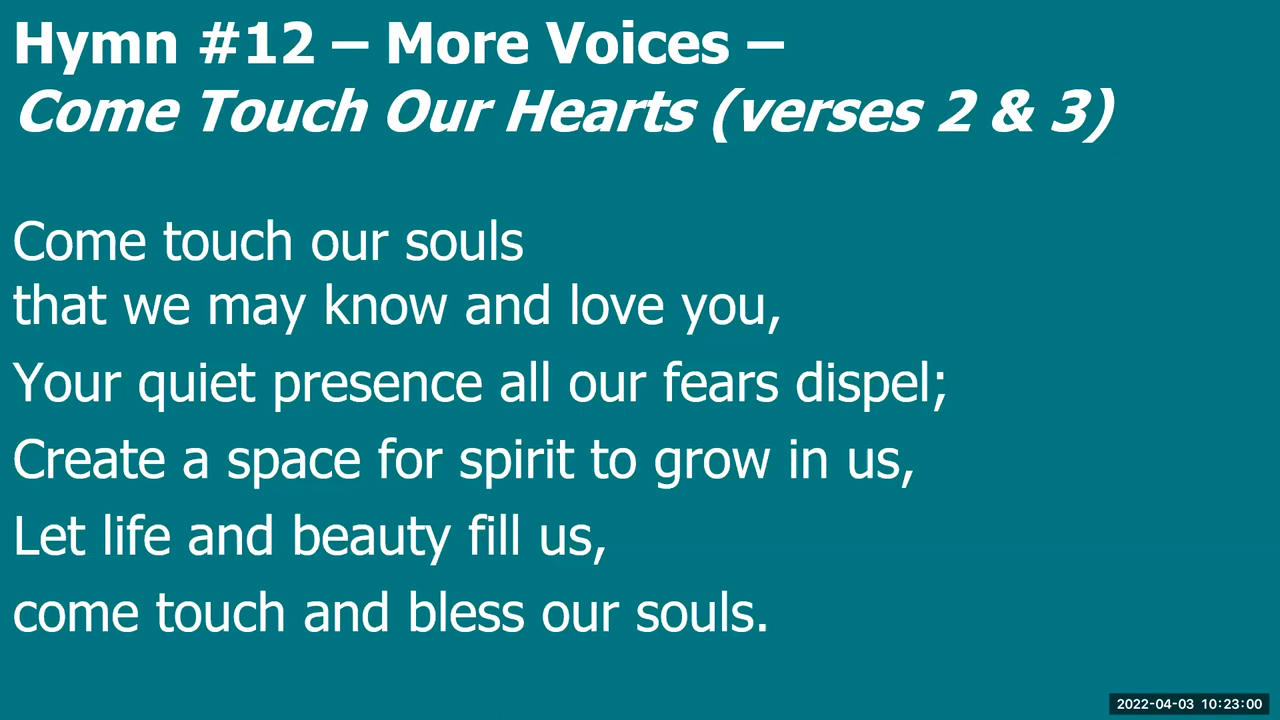 Hymn #12 – More Voices –
Come Touch Our Hearts (verses 2 & 3)
Come touch our souls
that we may know and love you,
Your quiet presence all our fears dispel;
Create a space for spirit to grow in us,
Let life and beauty fill us,
come touch and bless our souls.
2022-04-03 10:23:00